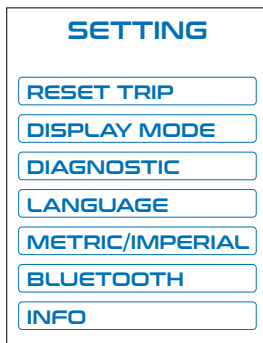 SETTING
RESET TRIP
DISPLAY MODE
DIAGNOSTIC
LANGUAGE
METRIC/IMPERIAL
BLUETOOTH
INFO